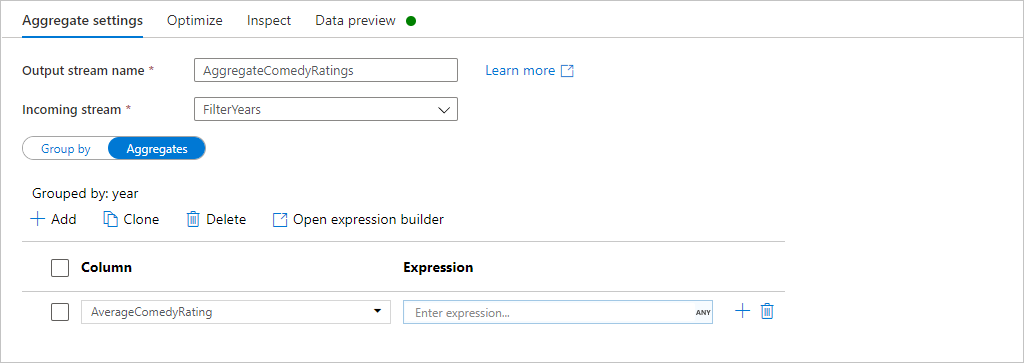 Aggregate settings Optimize Inspect Data preview
Output stream name * AggregateComedyRatings Learn more
Incoming stream * FilterYears
Group by Aggregates
Grouped by: year
Add Clone Delete Open expression builder
Column Expression
AverageComedyRating Enter expression... ANY